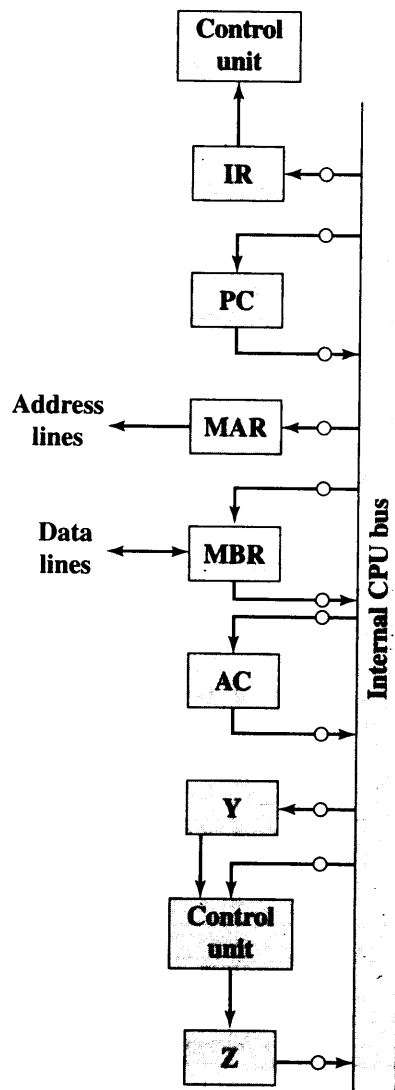 Control
unit
IR
PC
Address
lines
MAR
Data
lines
MBR
AC
Internal CPU bus
Y
Control
unit
Z